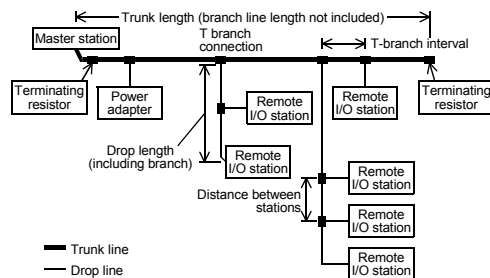 Trunk length (branch line length not included)
Master station
T branch
connection
T-branch interval
Terminating
resistor
Power
adapter
Remote
I/O station
Remote
I/O station
Terminating
resistor
Drop length
(including branch)
Remote
I/O station
Remote
I/O station
Distance between
stations
Remote
I/O station
Trunk line
Drop line
Remote
I/O station